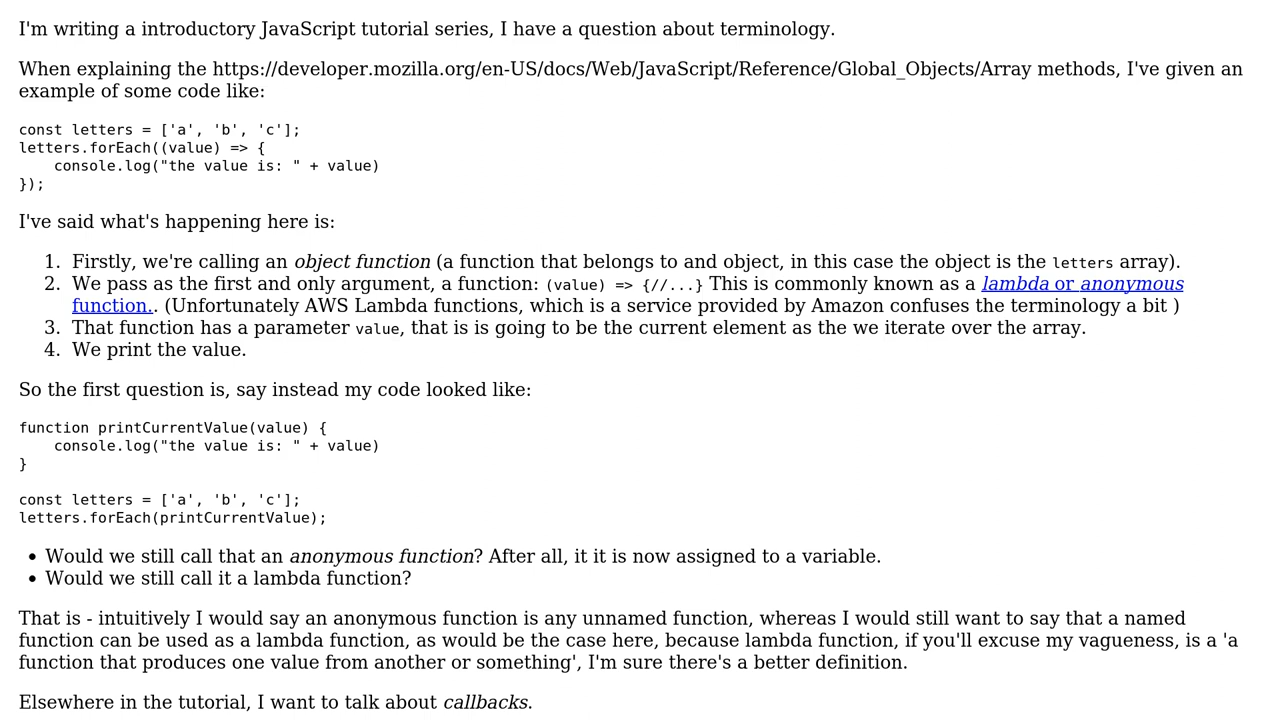 I'm writing a introductory JavaScript tutorial series, I have a question about terminology.
When explaining the https://developer.mozilla.org/en-US/docs/Web/JavaScript/Reference/Global_Objects/Array methods, I've given an
example of some code like:
const letters = ['a', 'b', 'c'];
letters.forEach((value) => {
    console.log("the value is: " + value)
});
I've said what's happening here is:
1. Firstly, we're calling an object function (a function that belongs to and object, in this case the object is the letters array).
2. We pass as the first and only argument, a function: (value) => {//...} This is commonly known as a lambda or anonymous
function.. (Unfortunately AWS Lambda functions, which is a service provided by Amazon confuses the terminology a bit )
3. That function has a parameter value, that is is going to be the current element as the we iterate over the array.
4. We print the value.
So the first question is, say instead my code looked like:
function printCurrentValue(value) {
    console.log("the value is: " + value)
}
const letters = ['a', 'b', 'c'];
letters.forEach(printCurrentValue);
• Would we still call that an anonymous function? After all, it it is now assigned to a variable.
• Would we still call it a lambda function?
That is - intuitively I would say an anonymous function is any unnamed function, whereas I would still want to say that a named
function can be used as a lambda function, as would be the case here, because lambda function, if you'll excuse my vagueness, is a 'a
function that produces one value from another or something', I'm sure there's a better definition.
Elsewhere in the tutorial, I want to talk about callbacks.